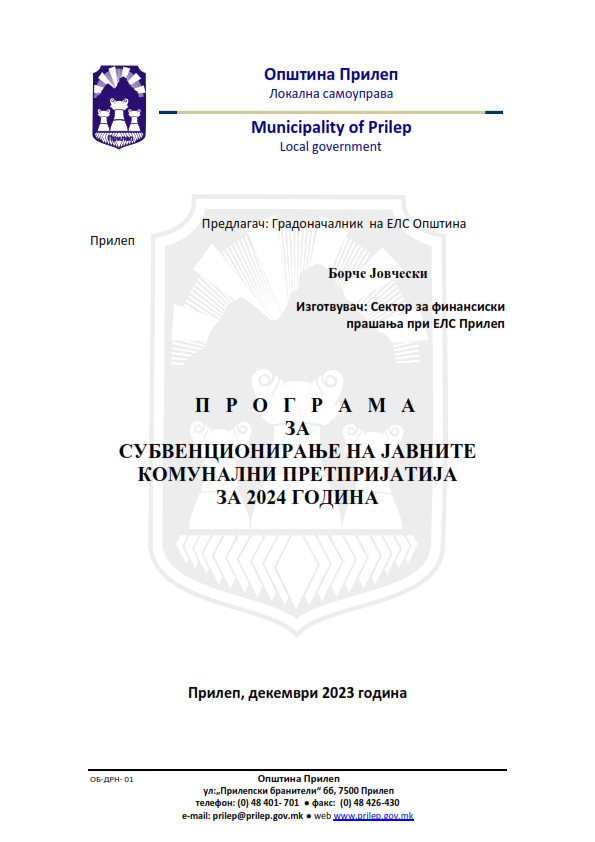 Општина Прилеп
Локална самоуправа
Municipality of Prilep
Local government
Предлагач: Градоначалник на ЕЛС Општина
Прилеп
Борче Јовчески
Изготвувач: Сектор за финансиски
прашања при ЕЛС Прилеп
П Р О Г Р А М А
ЗА
СУБВЕНЦИОНИРАЊЕ НА ЈАВНИТЕ
КОМУНАЛНИ ПРЕТПРИЈАТИЈА
ЗА 2024 ГОДИНА
Прилеп, декември 2023 година
ОБ-ДРН- 01
Општина Прилеп
ул:„Прилепски бранители“ бб, 7500 Прилеп
телефон: (0) 48 401- 701 ● факс: (0) 48 426-430
e-mail: prilep@prilep.gov.mk ● web www.prilep.gov.mk